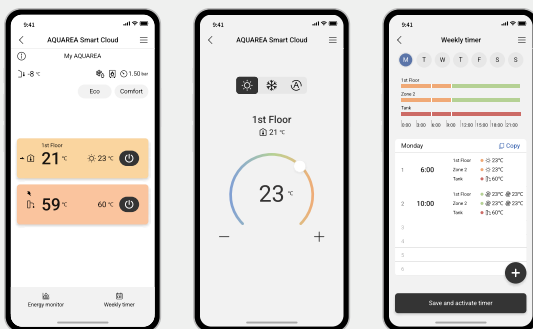 9:41
AQUAREA Smart Cloud
My AQUAREA
-8 °C
1.50 bar
Eco
Comfort
1st Floor
21 °C
23 °C
59 °C
60 °C
Energy monitor
Weekly timer
9:41
AQUAREA Smart Cloud
1st Floor
21 °C
23 °C
9:41
Weekly timer
M T W T F S S
1st Floor
Zone 2
Tank
0:00 3:00 6:00 9:00 12:00 15:00 18:00 21:00
Monday
Copy
1 6:00
1st Floor 23°C
Zone 2 23°C
Tank 60°C
2 10:00
1st Floor 23°C 23°C
Zone 2 23°C 23°C
Tank 60°C
3
4
5
6
Save and activate timer